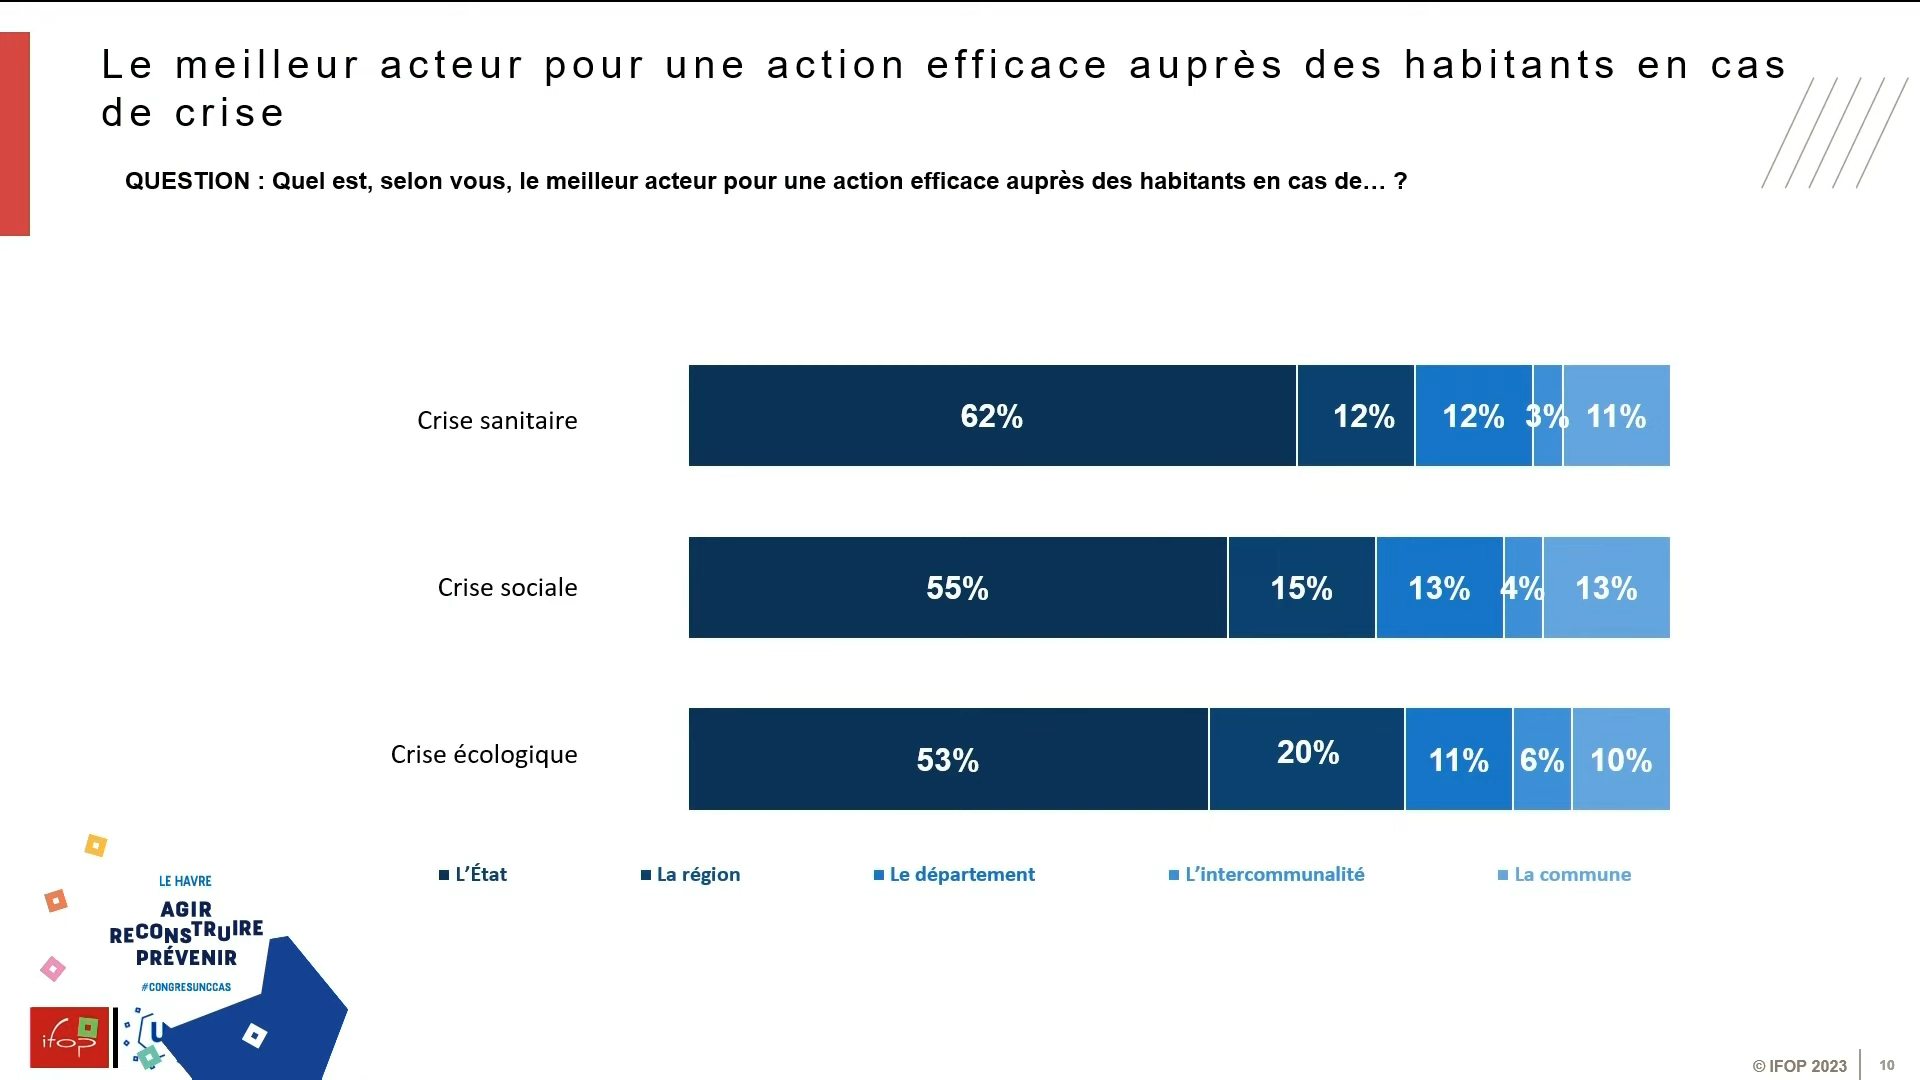 Le meilleur acteur pour une action efficace auprès des habitants en cas
de crise
QUESTION : Quel est, selon vous, le meilleur acteur pour une action efficace auprès des habitants en cas de… ?
Crise sanitaire
62% 12% 12% 3% 11%
Crise sociale
55% 15% 13% 4% 13%
Crise écologique
53% 20% 11% 6% 10%
L'État La région Le département L'intercommunalité La commune
LE HAVRE
AGIR
RECONSTRUIRE
PRÉVENIR
#CONGRESUNCCAS
ifop
© IFOP 2023 10